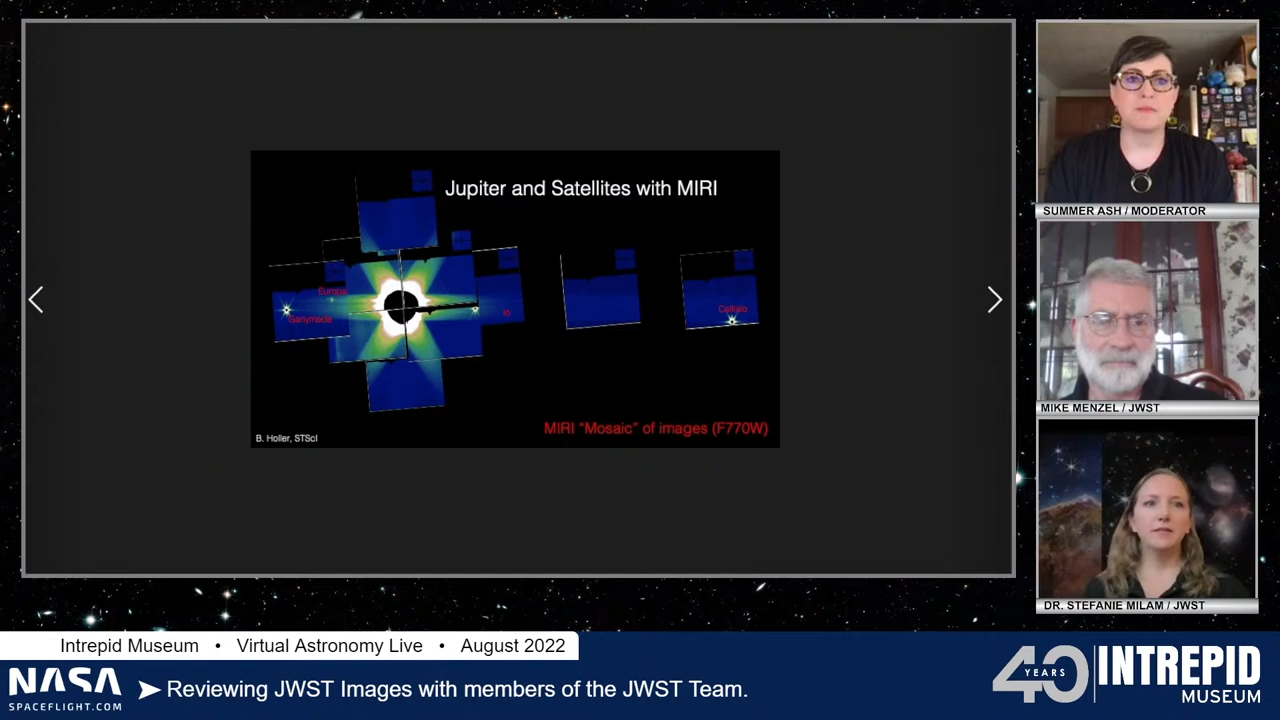 Jupiter and Satellites with MIRI
Europa
Ganymede
Io
Callisto
MIRI "Mosaic" of images (F770W)
B. Holler, STScI
SUMMER ASH / MODERATOR
MIKE MENZEL / JWST
DR. STEFANIE MILAM / JWST
Intrepid Museum • Virtual Astronomy Live • August 2022
NASA
SPACEFLIGHT.COM
Reviewing JWST Images with members of the JWST Team.
40
YEARS
INTREPID
MUSEUM